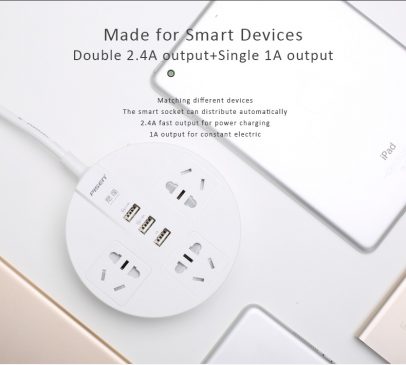 Made for Smart Devices
Double 2.4A output+Single 1A output
Matching different devices
The smart socket can distribute automatically
2.4A fast output for power charging
1A output for constant electric
iPad
PISEN